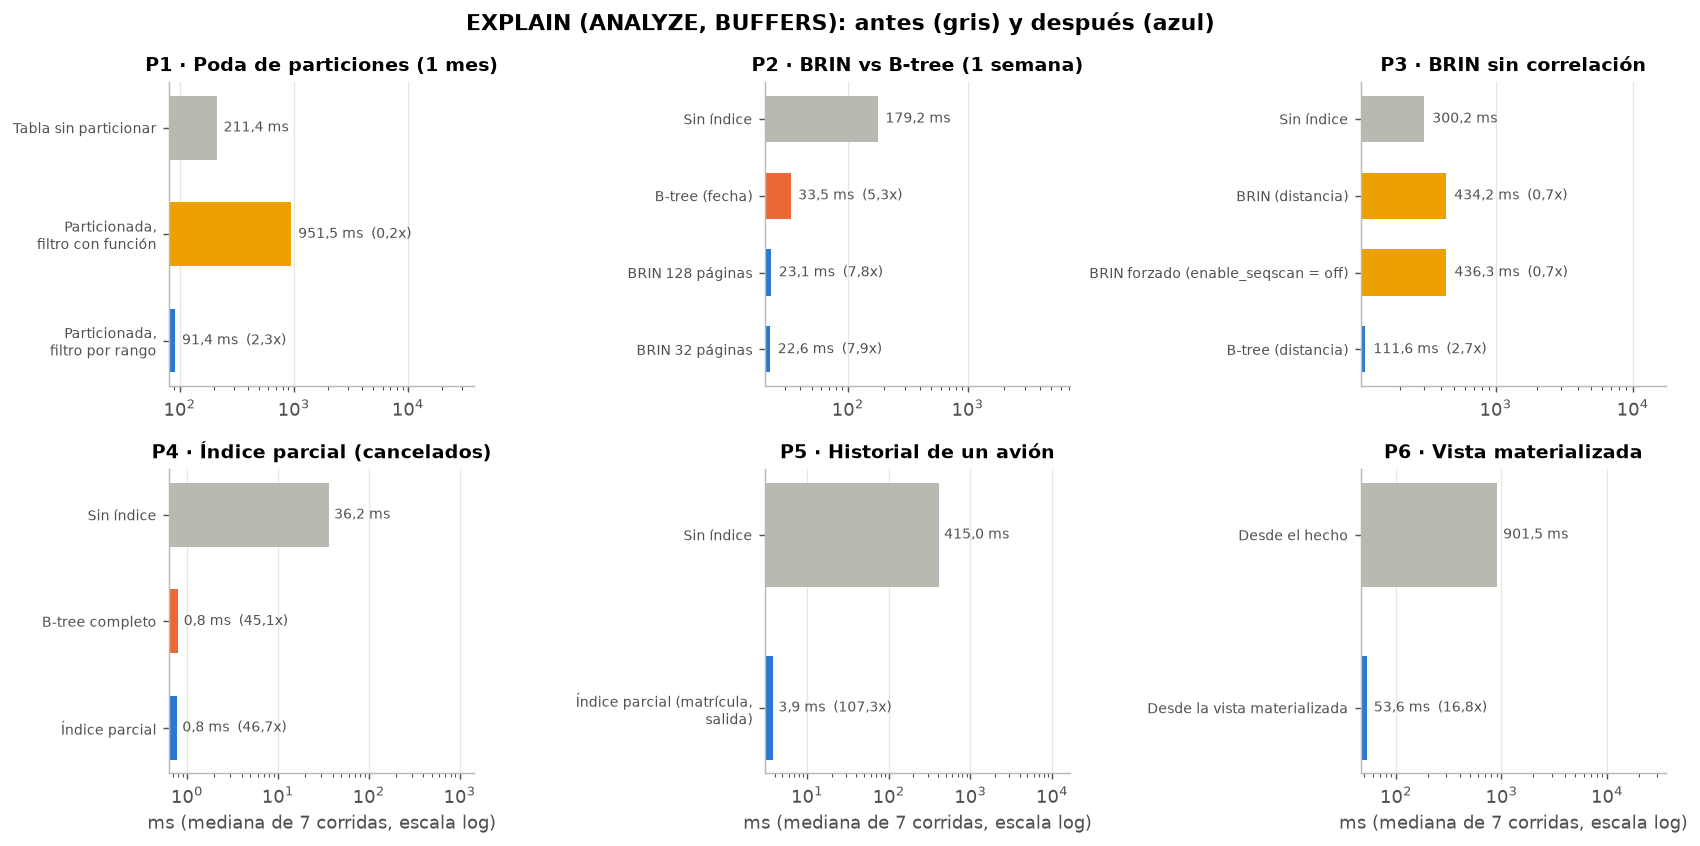 EXPLAIN (ANALYZE, BUFFERS): antes (gris) y después (azul)
P1 · Poda de particiones (1 mes)
Tabla sin particionar
211,4 ms
Particionada,
filtro con función
951,5 ms (0,2x)
Particionada,
filtro por rango
91,4 ms (2,3x)
10² 10³ 10⁴
P2 · BRIN vs B-tree (1 semana)
Sin índice
179,2 ms
B-tree (fecha)
33,5 ms (5,3x)
BRIN 128 páginas
23,1 ms (7,8x)
BRIN 32 páginas
22,6 ms (7,9x)
10² 10³
P3 · BRIN sin correlación
Sin índice
300,2 ms
BRIN (distancia)
434,2 ms (0,7x)
BRIN forzado (enable_seqscan = off)
436,3 ms (0,7x)
B-tree (distancia)
111,6 ms (2,7x)
10³ 10⁴
P4 · Índice parcial (cancelados)
Sin índice
36,2 ms
B-tree completo
0,8 ms (45,1x)
Índice parcial
0,8 ms (46,7x)
10⁰ 10¹ 10² 10³
ms (mediana de 7 corridas, escala log)
P5 · Historial de un avión
Sin índice
415,0 ms
Índice parcial (matrícula,
salida)
3,9 ms (107,3x)
10¹ 10² 10³ 10⁴
ms (mediana de 7 corridas, escala log)
P6 · Vista materializada
Desde el hecho
901,5 ms
Desde la vista materializada
53,6 ms (16,8x)
10² 10³ 10⁴
ms (mediana de 7 corridas, escala log)